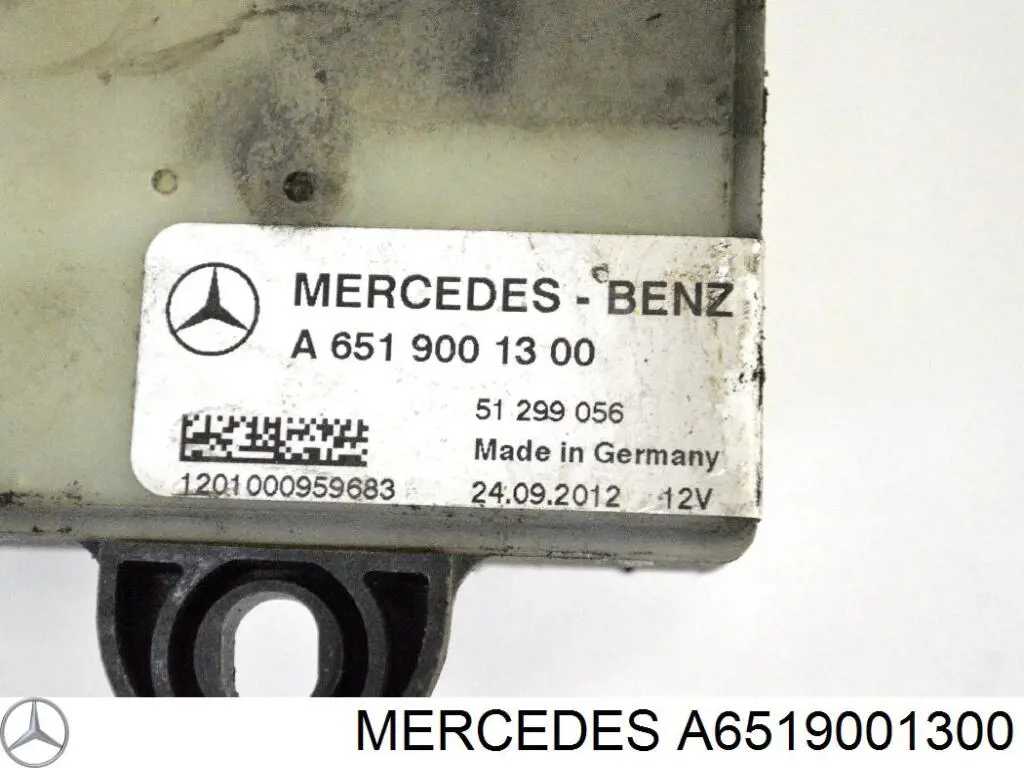 MERCEDES - BENZ
A 651 900 13 00
51 299 056
Made in Germany
1201000959683
24.09.2012 12V
MERCEDES A6519001300